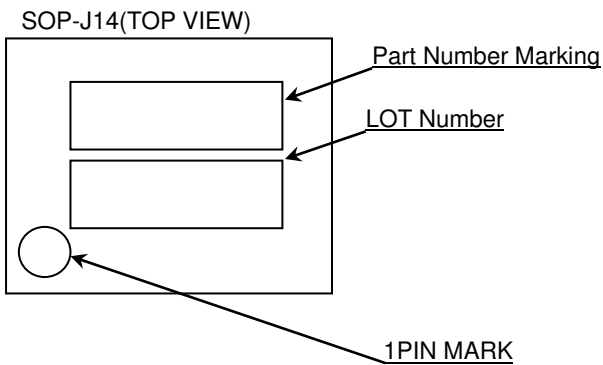 SOP-J14(TOP VIEW)
Part Number Marking
LOT Number
1PIN MARK